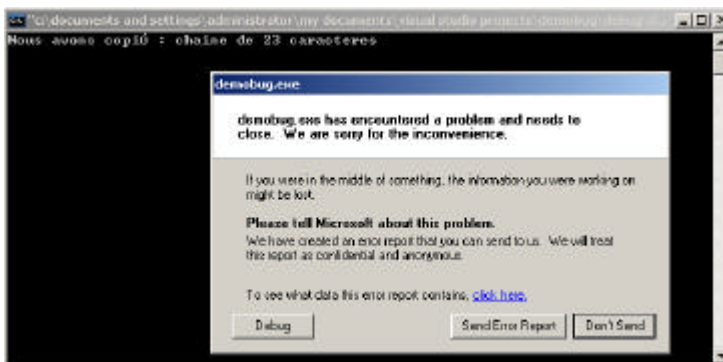 "c:\documents and settings\administrator\my documents\visual studio projects\demobug\debug
Nous avons copié : chaine de 23 caracteres
demobug.exe
demobug.exe has encountered a problem and needs to
close. We are sorry for the inconvenience.
If you were in the middle of something, the information you were working on
might be lost.
Please tell Microsoft about this problem.
We have created an error report that you can send to us. We will treat
this report as confidential and anonymous.
To see what data this error report contains, click here.
Debug
Send Error Report
Don't Send